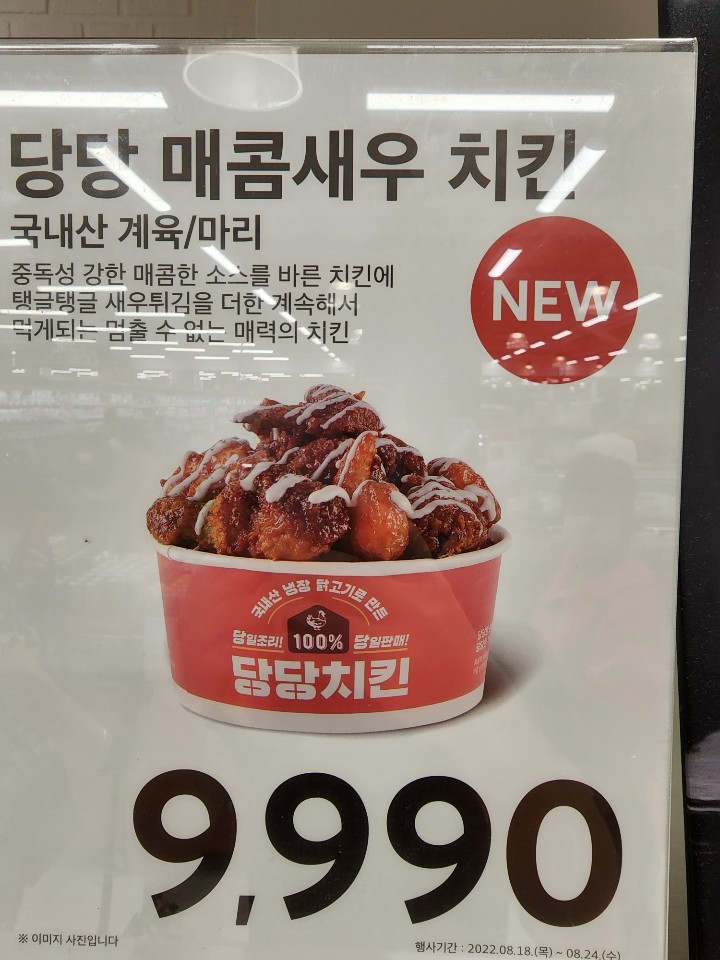 당당 매콤새우 치킨
국내산 계육/마리
중독성 강한 매콤한 소스를 바른 치킨에
탱글탱글 새우튀김을 더한 계속해서
먹게되는 멈출 수 없는 매력의 치킨
NEW
국내산 냉장 닭고기로 만든
당일조리! 100% 당일판매!
당당치킨
9,990
※ 이미지 사진입니다
행사기간 : 2022.08.18.(목) ~ 08.24.(수)